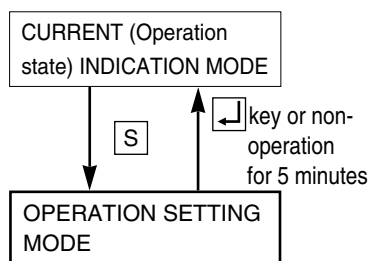 CURRENT (Operation
state) INDICATION MODE
S
↵ key or non-
operation
for 5 minutes
OPERATION SETTING
MODE